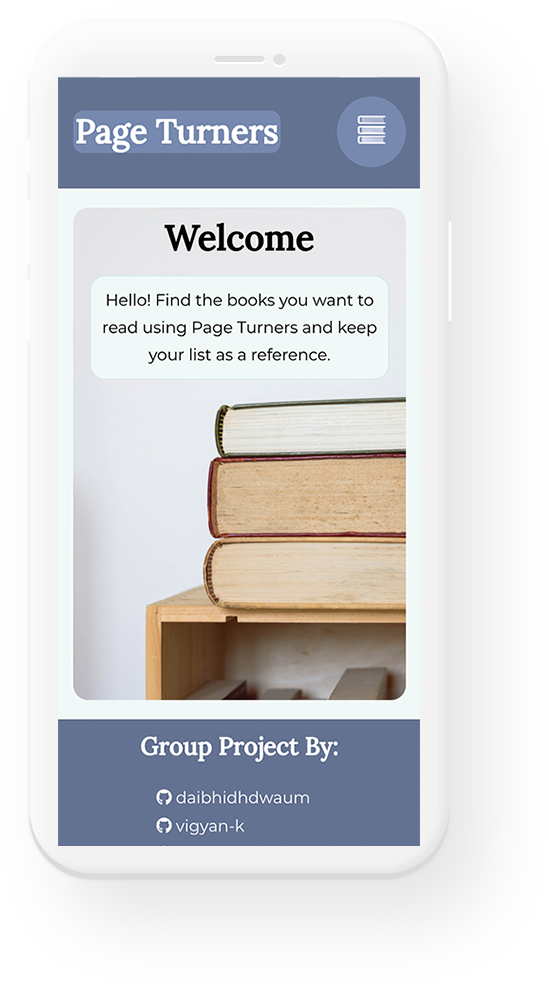 Page Turners
Welcome
Hello! Find the books you want to
read using Page Turners and keep
your list as a reference.
Group Project By:
daibhidhdwaum
vigyan-k